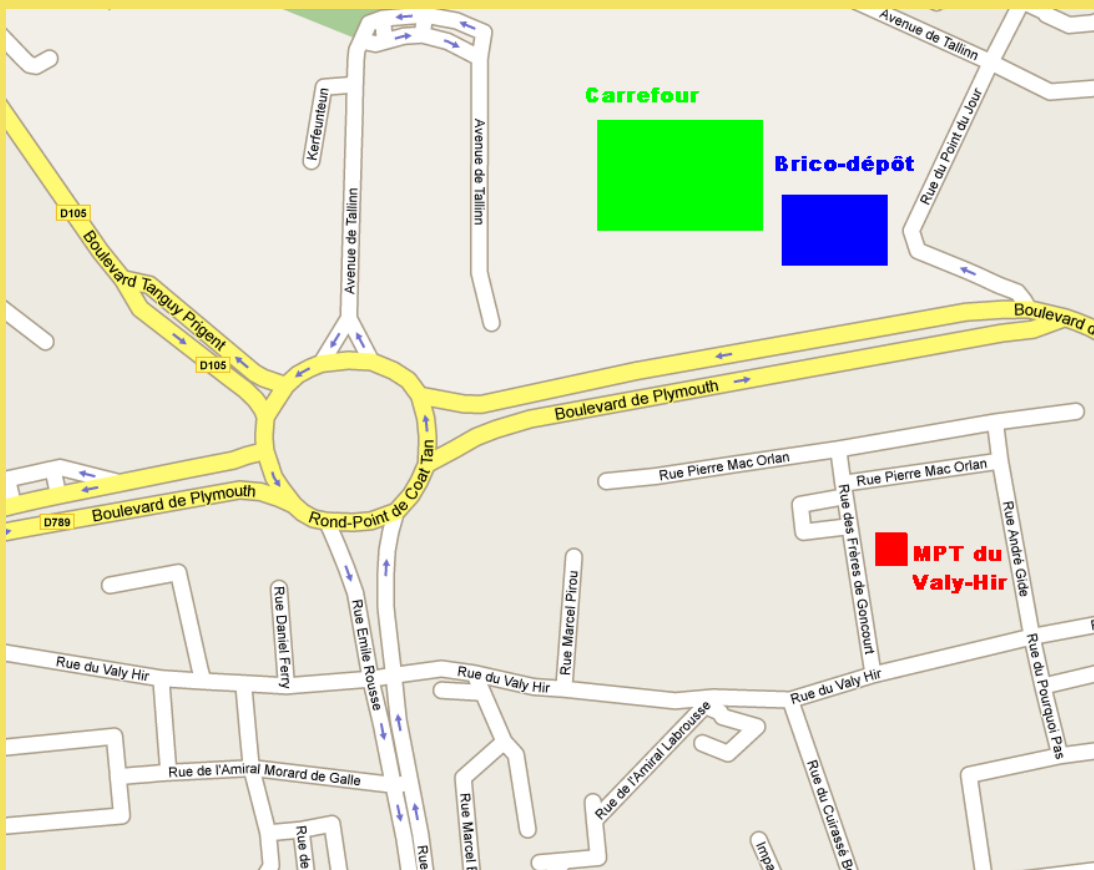 Avenue de Tallinn
Carrefour
Kerfeunteun
Avenue de Tallinn
Rue du Point du Jour
Brico-dépôt
D105
Avenue de Tallinn
Boulevard Tanguy Prigent
Boulevard d
D105
Boulevard de Plymouth
Rond-Point de Coat Tan
Rue Pierre Mac Orlan
Rue Pierre Mac Orlan
Boulevard de Plymouth
D789
Rue des Frères de Goncourt
Rue André Gide
MPT du
Valy-Hir
Rue Marcel Pirou
Rue Daniel Ferry
Rue Emile Rousse
Rue du Valy Hir
Rue du Valy Hir
Rue du Valy Hir
Rue du Pourquoi Pas
Rue de l'Amiral Labrousse
Rue de l'Amiral Morard de Galle
Rue du Cuirassé B
Rue Marcel
Rue de
Rue
Impa